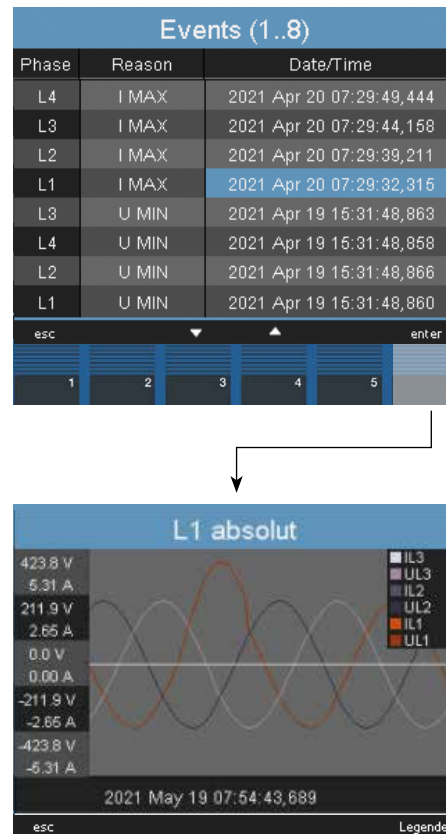 Events (1..8)
Phase Reason Date/Time
L4 I MAX 2021 Apr 20 07:29:49,444
L3 I MAX 2021 Apr 20 07:29:44,158
L2 I MAX 2021 Apr 20 07:29:39,211
L1 I MAX 2021 Apr 20 07:29:32,315
L3 U MIN 2021 Apr 19 15:31:48,863
L4 U MIN 2021 Apr 19 15:31:48,858
L2 U MIN 2021 Apr 19 15:31:48,866
L1 U MIN 2021 Apr 19 15:31:48,860
esc enter
1 2 3 4 5
L1 absolut
423.8 V
5.31 A
211.9 V
2.65 A
0.0 V
0.00 A
-211.9 V
-2.65 A
-423.8 V
-5.31 A
IL3
UL3
IL2
UL2
IL1
UL1
2021 May 19 07:54:43,689
esc Legende